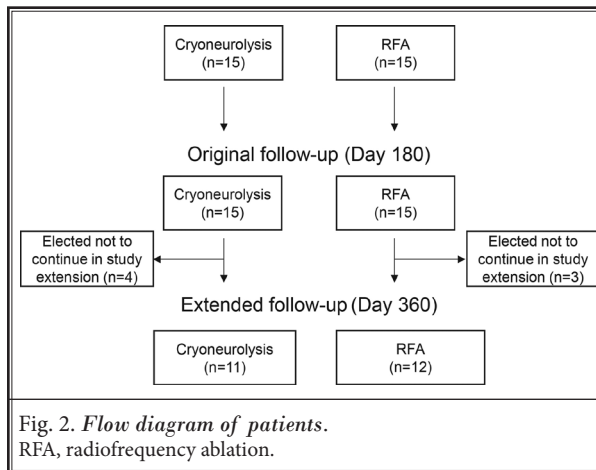 Cryoneurolysis
(n=15)
RFA
(n=15)
Original follow-up (Day 180)
Cryoneurolysis
(n=15)
RFA
(n=15)
Elected not to
continue in study
extension (n=4)
Elected not to
continue in study
extension (n=3)
Extended follow-up (Day 360)
Cryoneurolysis
(n=11)
RFA
(n=12)
Fig. 2. Flow diagram of patients.
RFA, radiofrequency ablation.